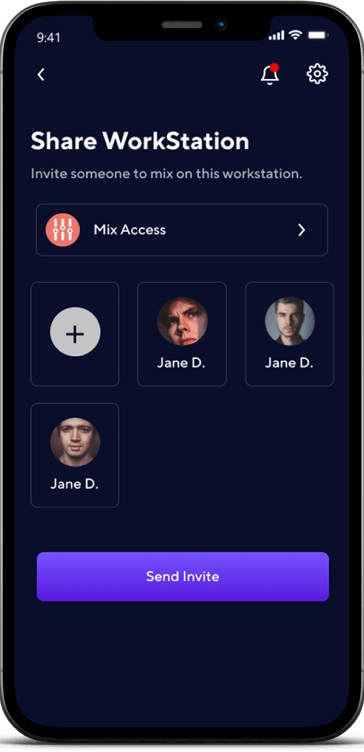 9:41
Share WorkStation
Invite someone to mix on this workstation.
Mix Access
Jane D.
Jane D.
Jane D.
Send Invite